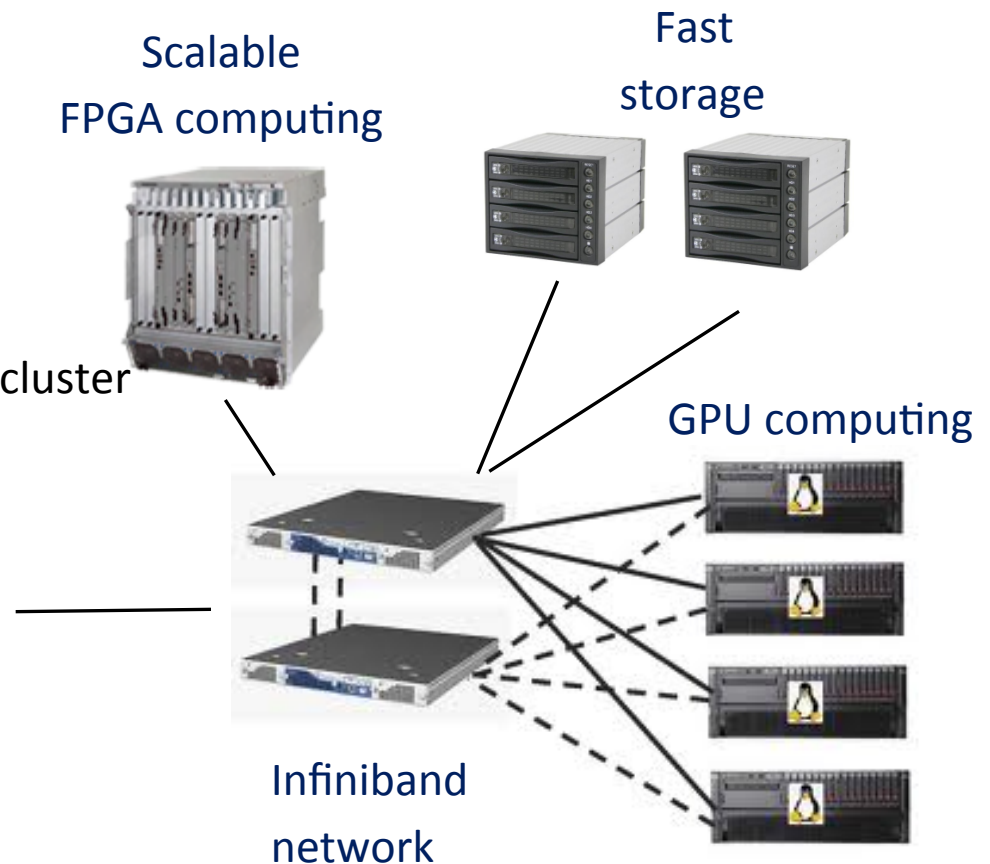 Scalable
FPGA computing
Fast
storage
cluster
GPU computing
Infiniband
network